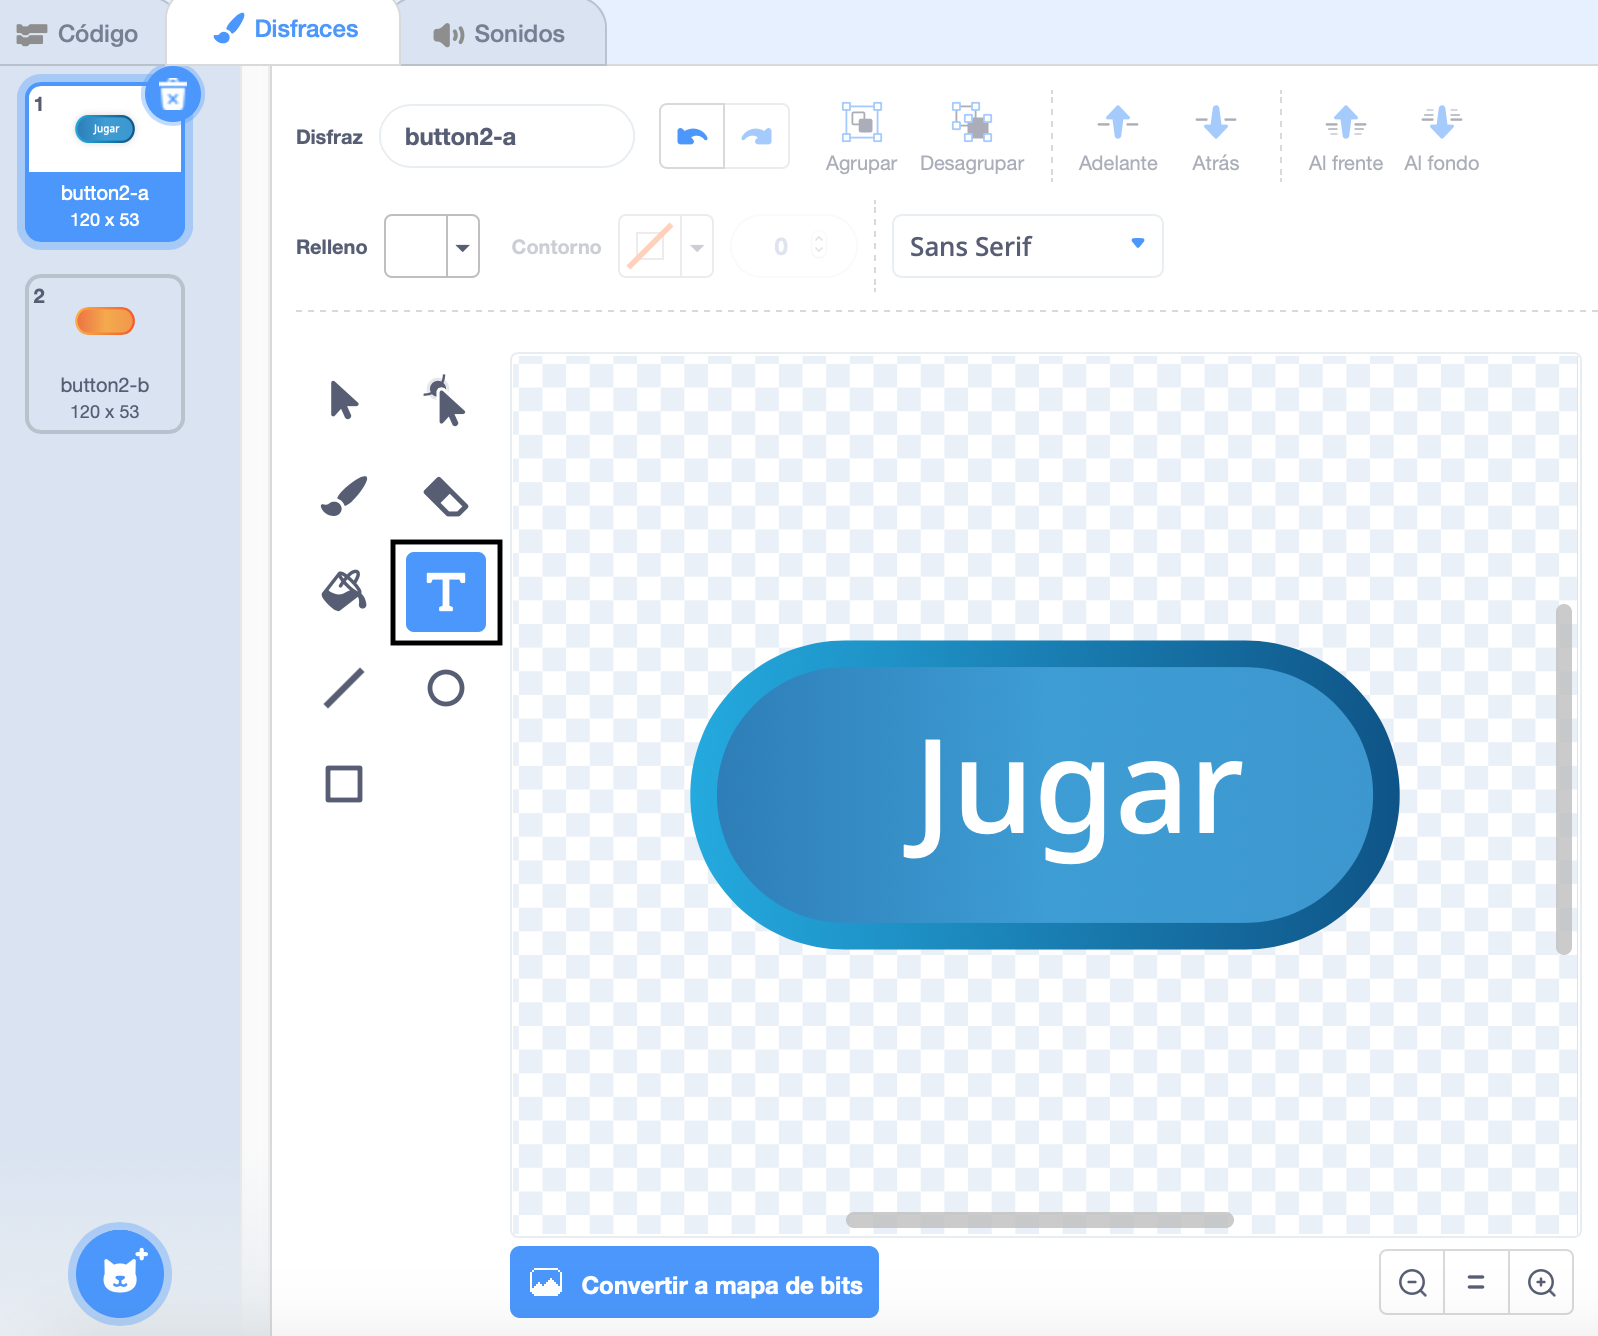 Código
Disfraces
Sonidos
1
Jugar
button2-a
120 x 53
2
button2-b
120 x 53
Disfraz
button2-a
Agrupar
Desagrupar
Adelante
Atrás
Al frente
Al fondo
Relleno
Contorno
0
Sans Serif
T
Jugar
Convertir a mapa de bits